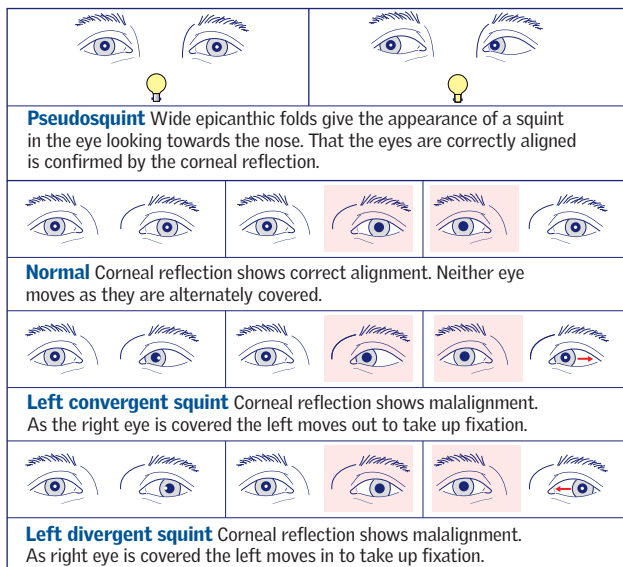 Pseudosquint Wide epicanthic folds give the appearance of a squint
in the eye looking towards the nose. That the eyes are correctly aligned
is confirmed by the corneal reflection.
Normal Corneal reflection shows correct alignment. Neither eye
moves as they are alternately covered.
Left convergent squint Corneal reflection shows malalignment.
As the right eye is covered the left moves out to take up fixation.
Left divergent squint Corneal reflection shows malalignment.
As right eye is covered the left moves in to take up fixation.